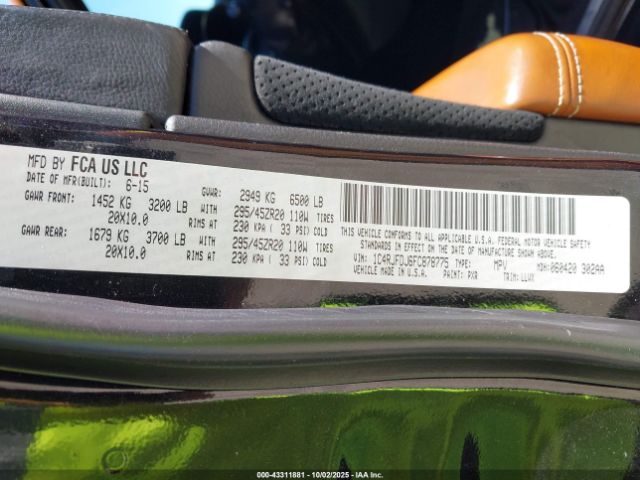 MFD BY FCA US LLC
DATE OF MFR(BUILT): 6-15 GVWR: 2949 KG 6500 LB
GAWR FRONT: 1452 KG 3200 LB WITH 295/45ZR20 110W TIRES
20X10.0 RIMS AT 230 KPA ( 33 PSI) COLD
GAWR REAR: 1679 KG 3700 LB WITH 295/45ZR20 110W TIRES
20X10.0 RIMS AT 230 KPA ( 33 PSI) COLD
THIS VEHICLE CONFORMS TO ALL APPLICABLE U.S.A. FEDERAL MOTOR VEHICLE SAFETY
STANDARDS IN EFFECT ON THE DATE OF MANUFACTURE SHOWN ABOVE.
VIN: 1C4RJFDJ6FC878775 TYPE: MPV MDH:060420 302AA
VEHICLE MADE IN U.S.A. PAINT: PXR TRIM: LLVX
000-43311881 - 10/02/2025 - IAA Inc.